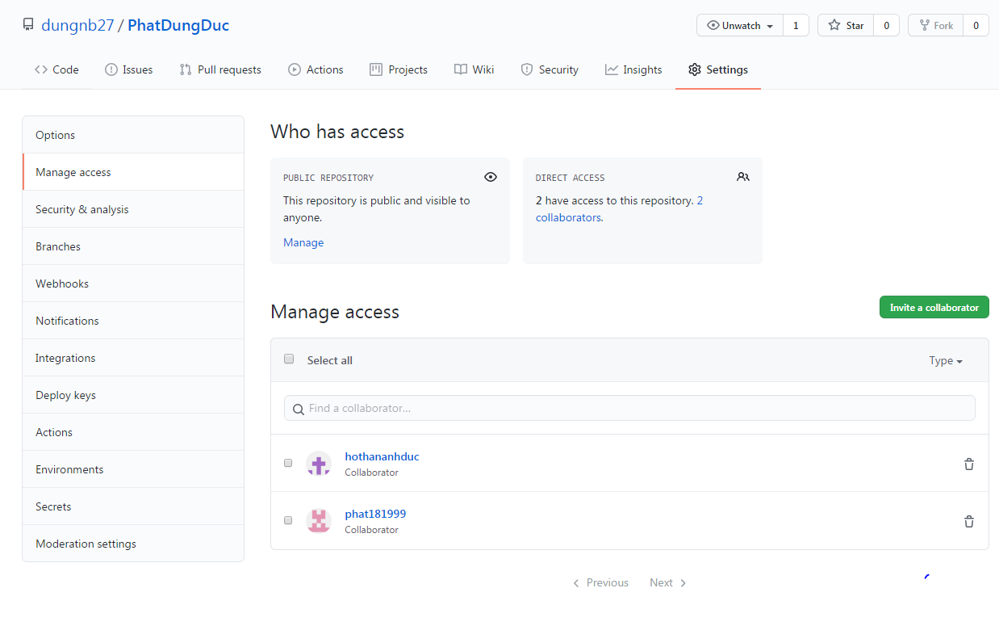 dungnb27 / PhatDungDuc
Unwatch 1
Star 0
Fork 0
Code
Issues
Pull requests
Actions
Projects
Wiki
Security
Insights
Settings
Options
Manage access
Security & analysis
Branches
Webhooks
Notifications
Integrations
Deploy keys
Actions
Environments
Secrets
Moderation settings
Who has access
PUBLIC REPOSITORY
This repository is public and visible to
anyone.
Manage
DIRECT ACCESS
2 have access to this repository. 2
collaborators.
Manage access
Invite a collaborator
Select all
Type
Find a collaborator...
hothananhduc
Collaborator
phat181999
Collaborator
Previous
Next